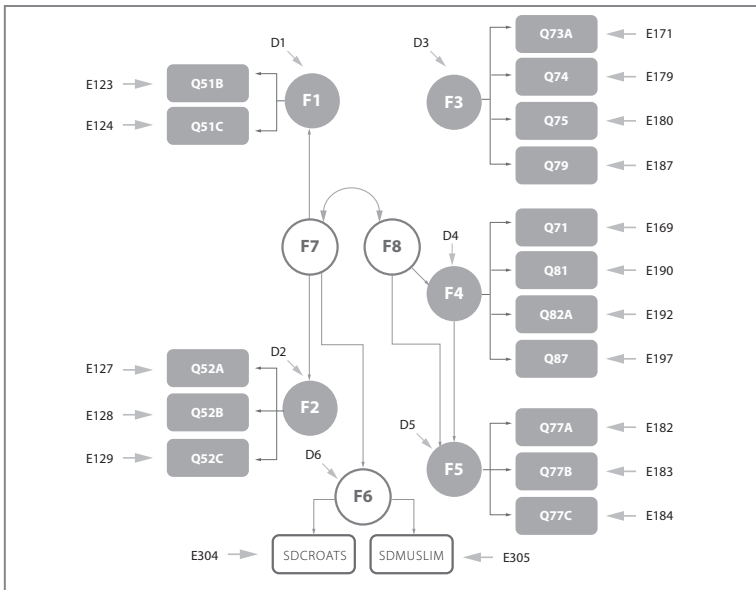 D1
D3
Q73A
E171
E123
Q51B
F1
F3
Q74
E179
E124
Q51C
Q75
E180
Q79
E187
F7
F8
D4
Q71
E169
F4
Q81
E190
Q82A
E192
Q87
E197
D2
E127
Q52A
F2
E128
Q52B
E129
Q52C
D5
Q77A
E182
D6
F5
Q77B
E183
F6
Q77C
E184
E304
SDCROATS
SDMUSLIM
E305